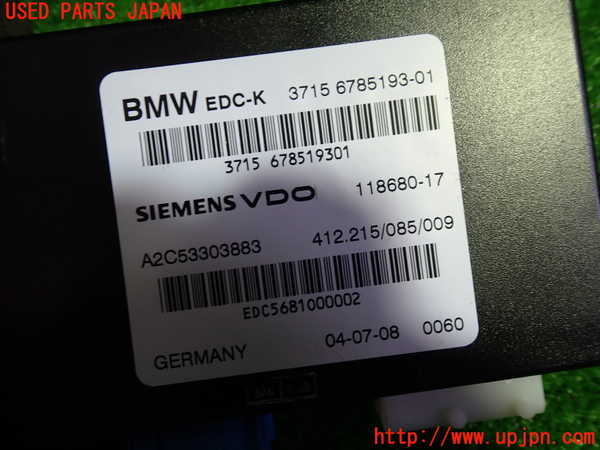 USED PARTS JAPAN
BMW EDC-K 3715 6785193-01
3715 678519301
SIEMENS VDO 118680-17
A2C53303883 412.215/085/009
EDC5681000002
GERMANY 04-07-08 0060
http://www.upjpn.com